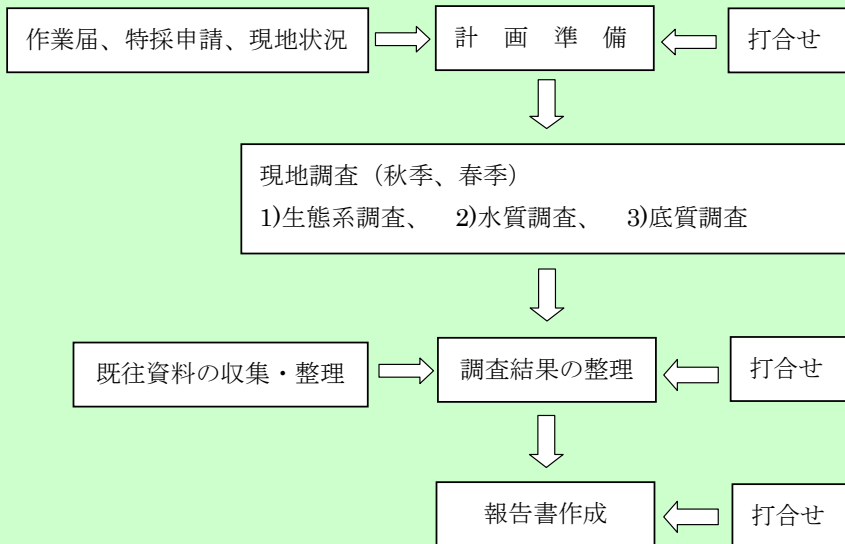 作業届、特採申請、現地状況
計　画　準　備
打合せ
現地調査（秋季、春季）
1)生態系調査、　2)水質調査、　3)底質調査
既往資料の収集・整理
調査結果の整理
打合せ
報告書作成
打合せ